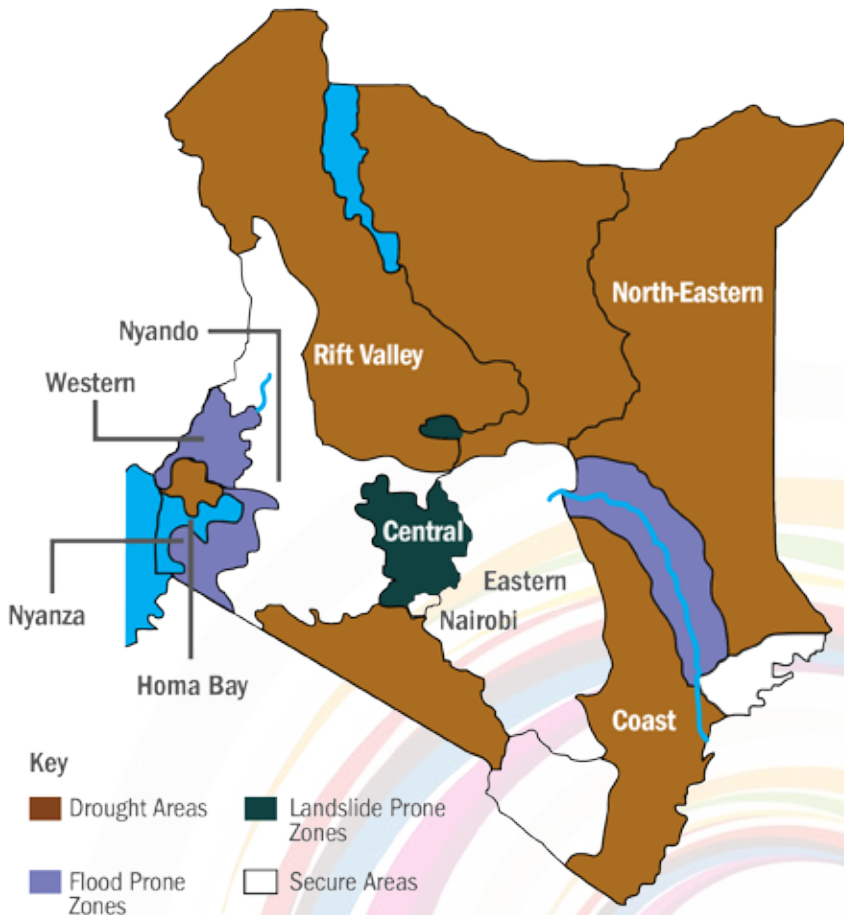 North-Eastern
Nyando
Rift Valley
Western
Central
Eastern
Nairobi
Nyanza
Homa Bay
Coast
Key
Drought Areas
Landslide Prone
Zones
Flood Prone
Zones
Secure Areas